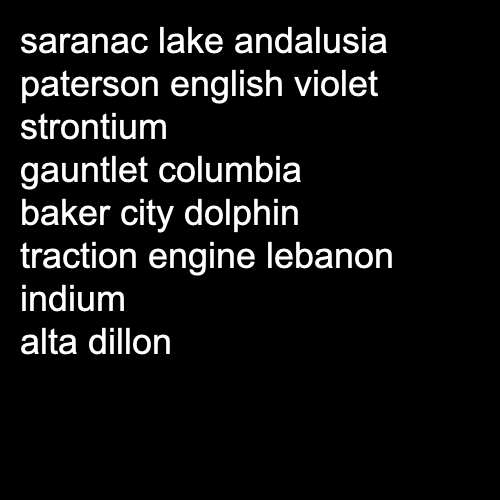 saranac lake andalusia
paterson english violet
strontium
gauntlet columbia
baker city dolphin
traction engine lebanon
indium
alta dillon